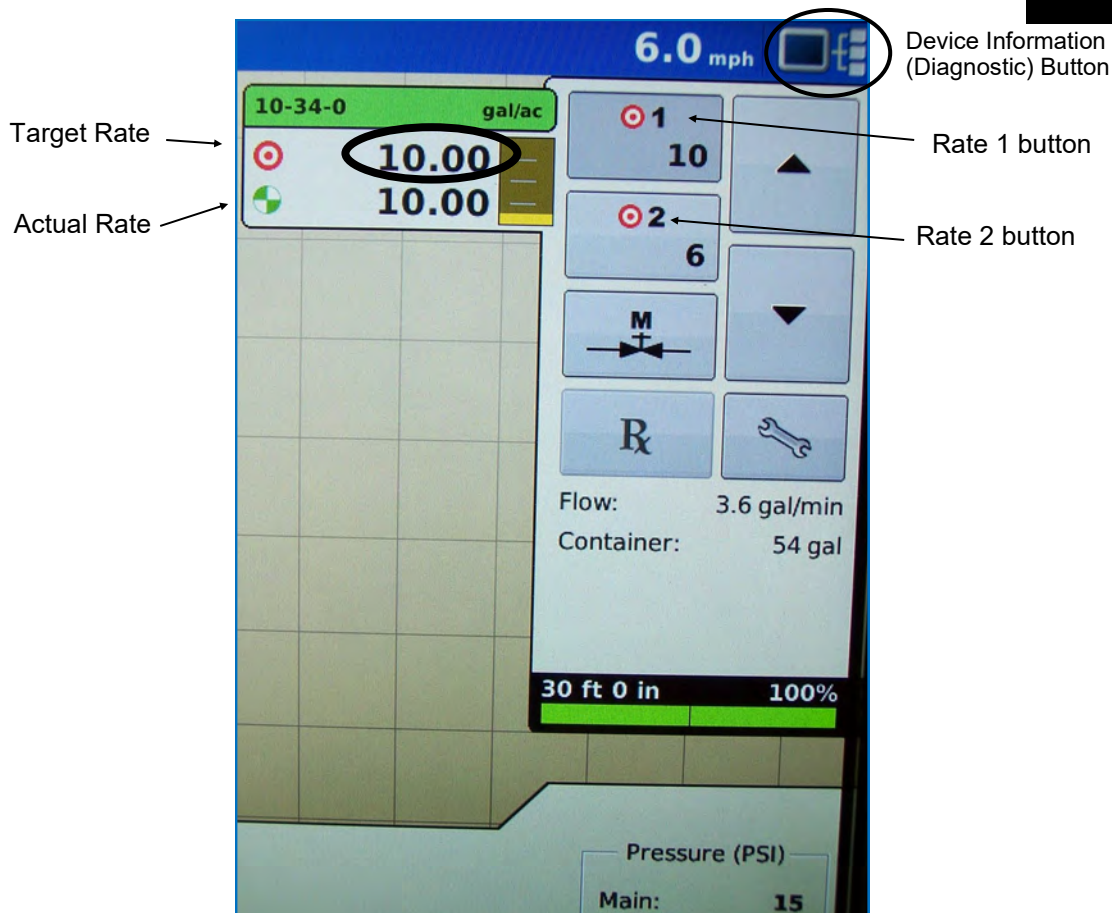 6.0 mph
Device Information
(Diagnostic) Button
10-34-0 gal/ac
Target Rate
10.00
Actual Rate
10.00
1
10
Rate 1 button
2
6
Rate 2 button
M
Rx
Flow: 3.6 gal/min
Container: 54 gal
30 ft 0 in 100%
Pressure (PSI)
Main: 15